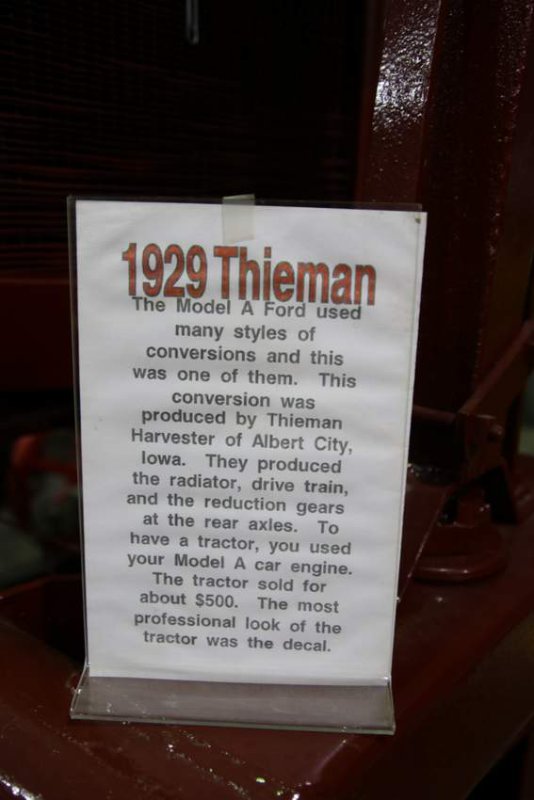 1929 Thieman
The Model A Ford used
many styles of
conversions and this
was one of them. This
conversion was
produced by Thieman
Harvester of Albert City,
Iowa. They produced
the radiator, drive train,
and the reduction gears
at the rear axles. To
have a tractor, you used
your Model A car engine.
The tractor sold for
about $500. The most
professional look of the
tractor was the decal.